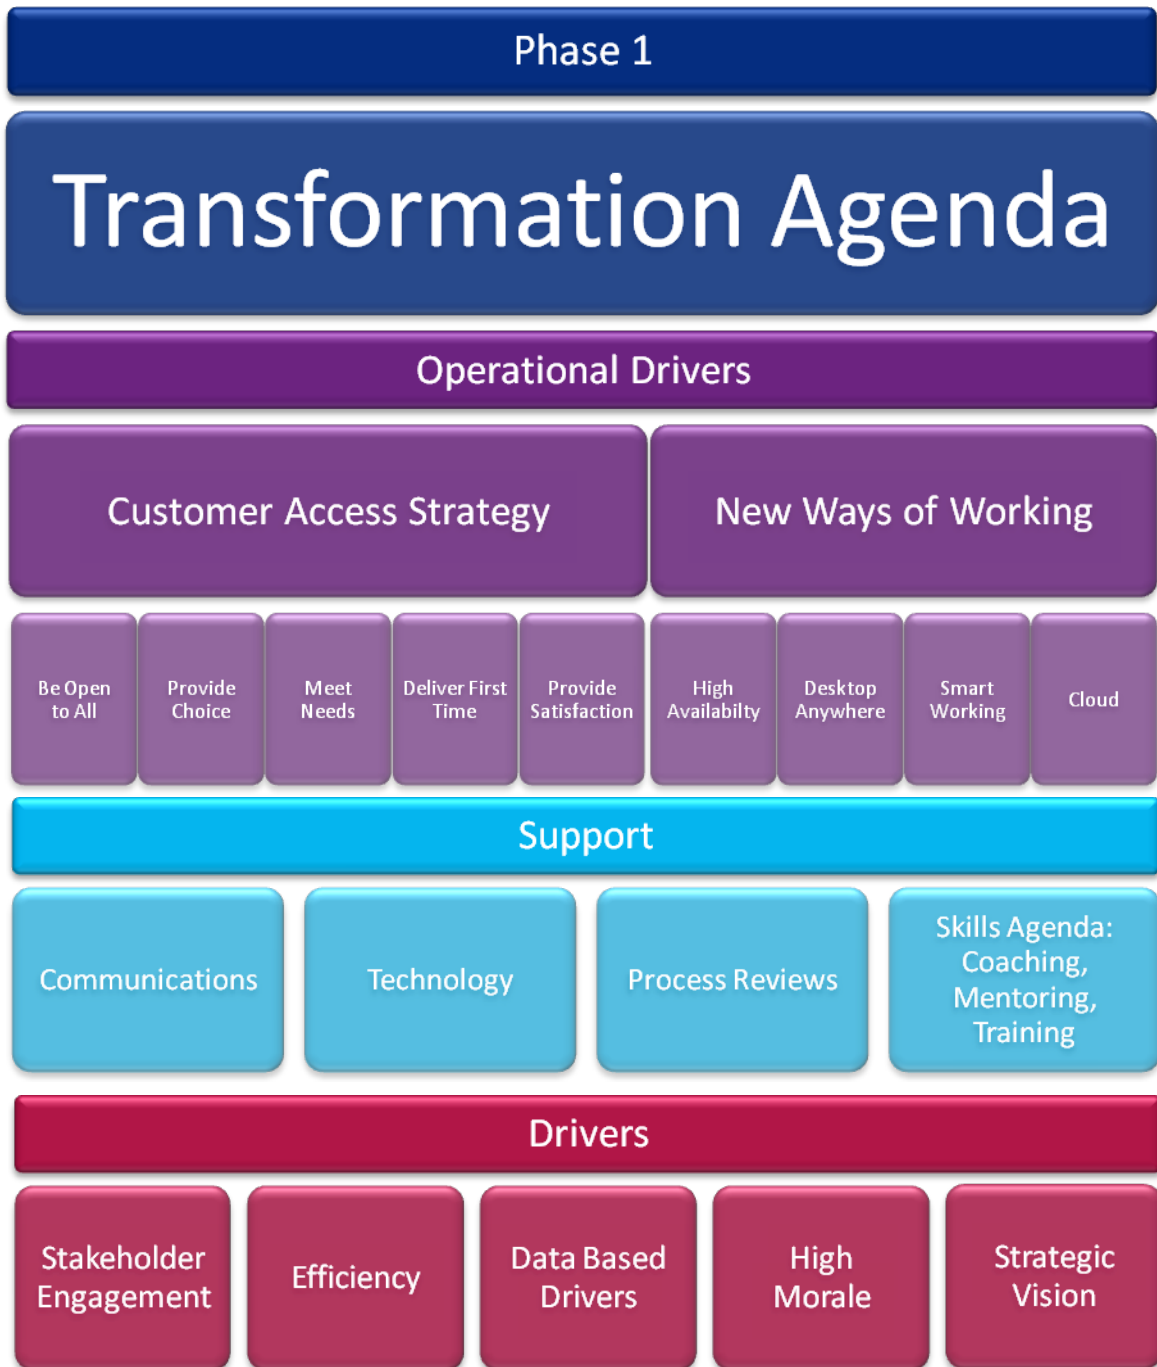 Phase 1
Transformation Agenda
Operational Drivers
Customer Access Strategy
New Ways of Working
Be Open
to All
Provide
Choice
Meet
Needs
Deliver First
Time
Provide
Satisfaction
High
Availabilty
Desktop
Anywhere
Smart
Working
Cloud
Support
Communications
Technology
Process Reviews
Skills Agenda:
Coaching,
Mentoring,
Training
Drivers
Stakeholder
Engagement
Efficiency
Data Based
Drivers
High
Morale
Strategic
Vision